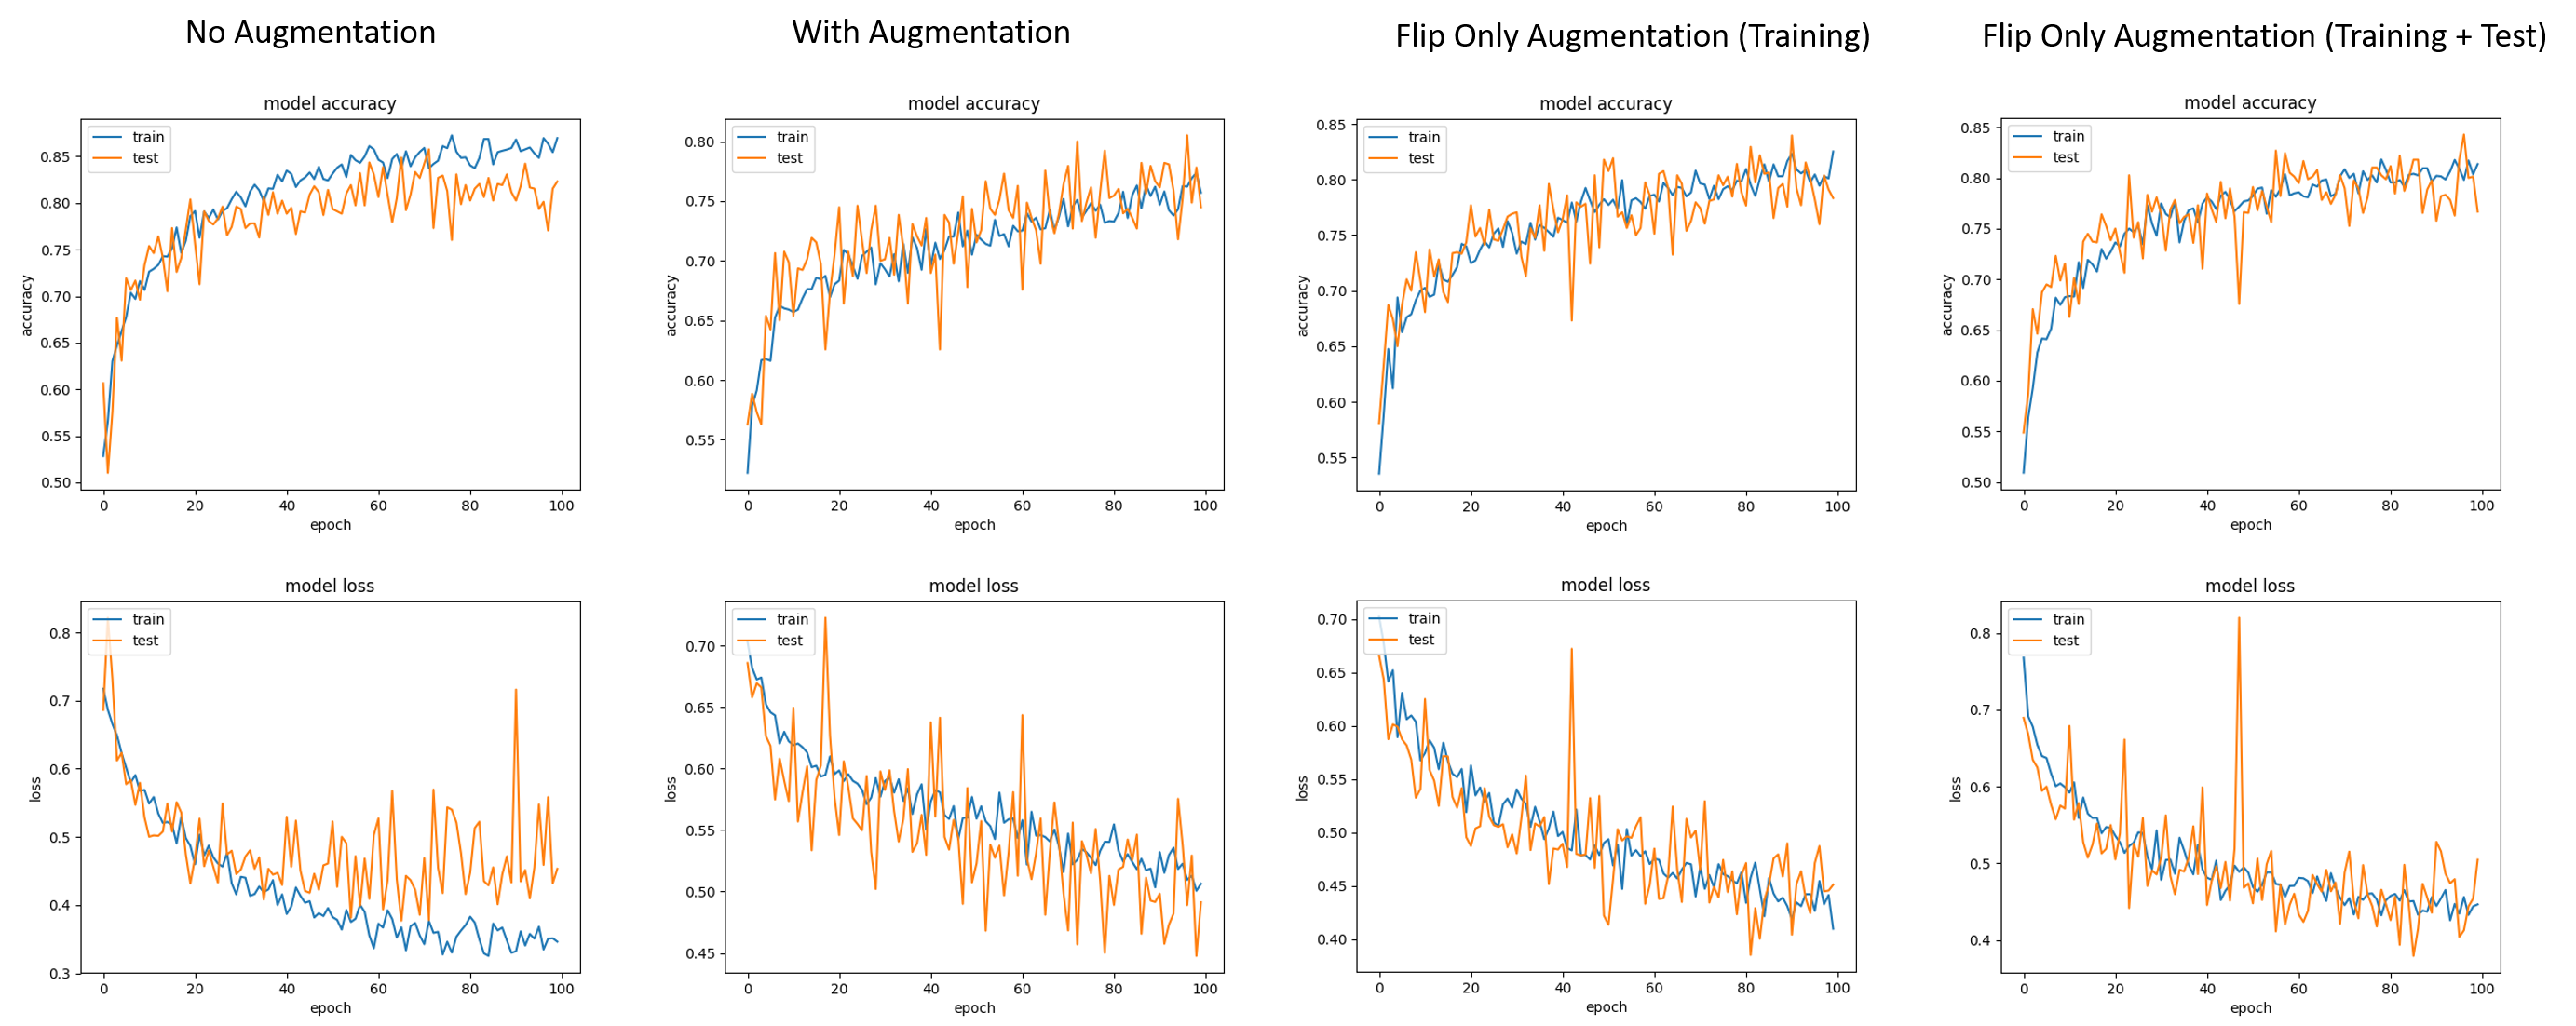 No Augmentation
With Augmentation
Flip Only Augmentation (Training)
Flip Only Augmentation (Training + Test)
model accuracy
train
test
0.85
0.80
0.75
0.70
0.65
0.60
0.55
0.50
accuracy
0 20 40 60 80 100
epoch
model accuracy
train
test
0.80
0.75
0.70
0.65
0.60
0.55
accuracy
0 20 40 60 80 100
epoch
model accuracy
train
test
0.85
0.80
0.75
0.70
0.65
0.60
0.55
accuracy
0 20 40 60 80 100
epoch
model accuracy
train
test
0.85
0.80
0.75
0.70
0.65
0.60
0.55
0.50
accuracy
0 20 40 60 80 100
epoch
model loss
train
test
0.8
0.7
0.6
0.5
0.4
0.3
loss
0 20 40 60 80 100
epoch
model loss
train
test
0.70
0.65
0.60
0.55
0.50
0.45
loss
0 20 40 60 80 100
epoch
model loss
train
test
0.70
0.65
0.60
0.55
0.50
0.45
0.40
loss
0 20 40 60 80 100
epoch
model loss
train
test
0.8
0.7
0.6
0.5
0.4
loss
0 20 40 60 80 100
epoch